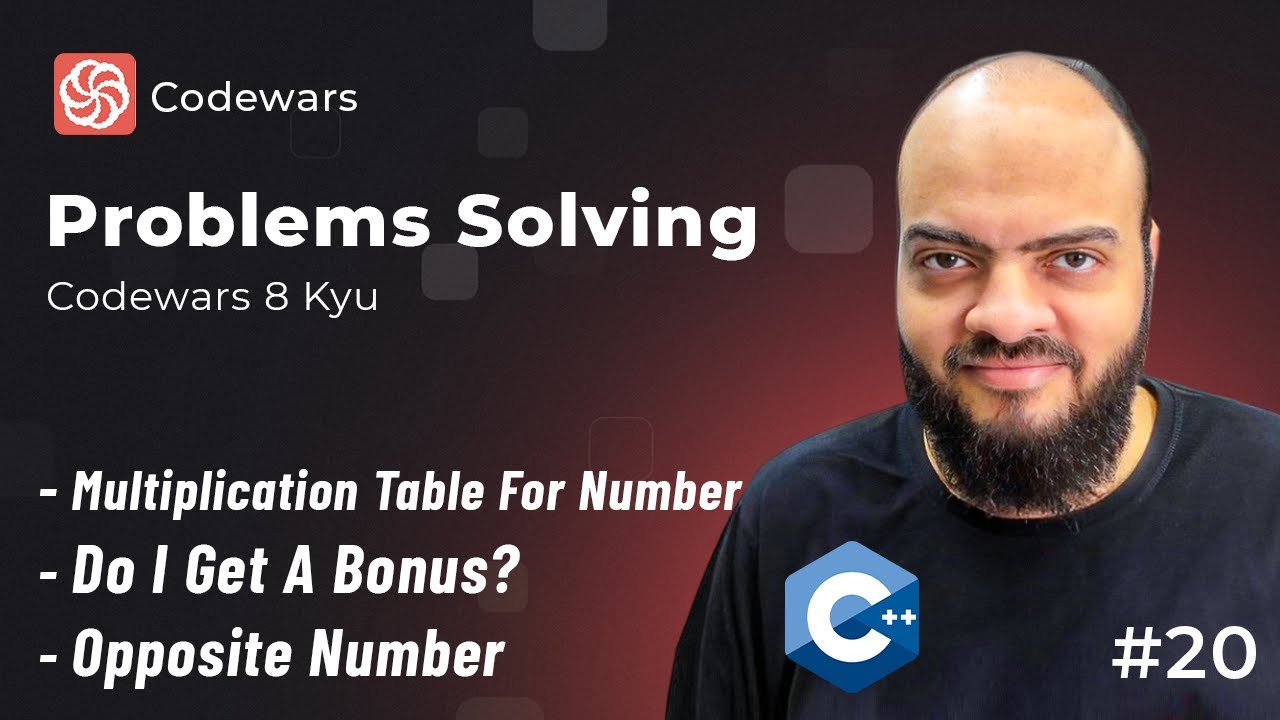 Codewars
Problems Solving
Codewars 8 Kyu
- Multiplication Table For Number
- Do I Get A Bonus?
- Opposite Number
C++
#20